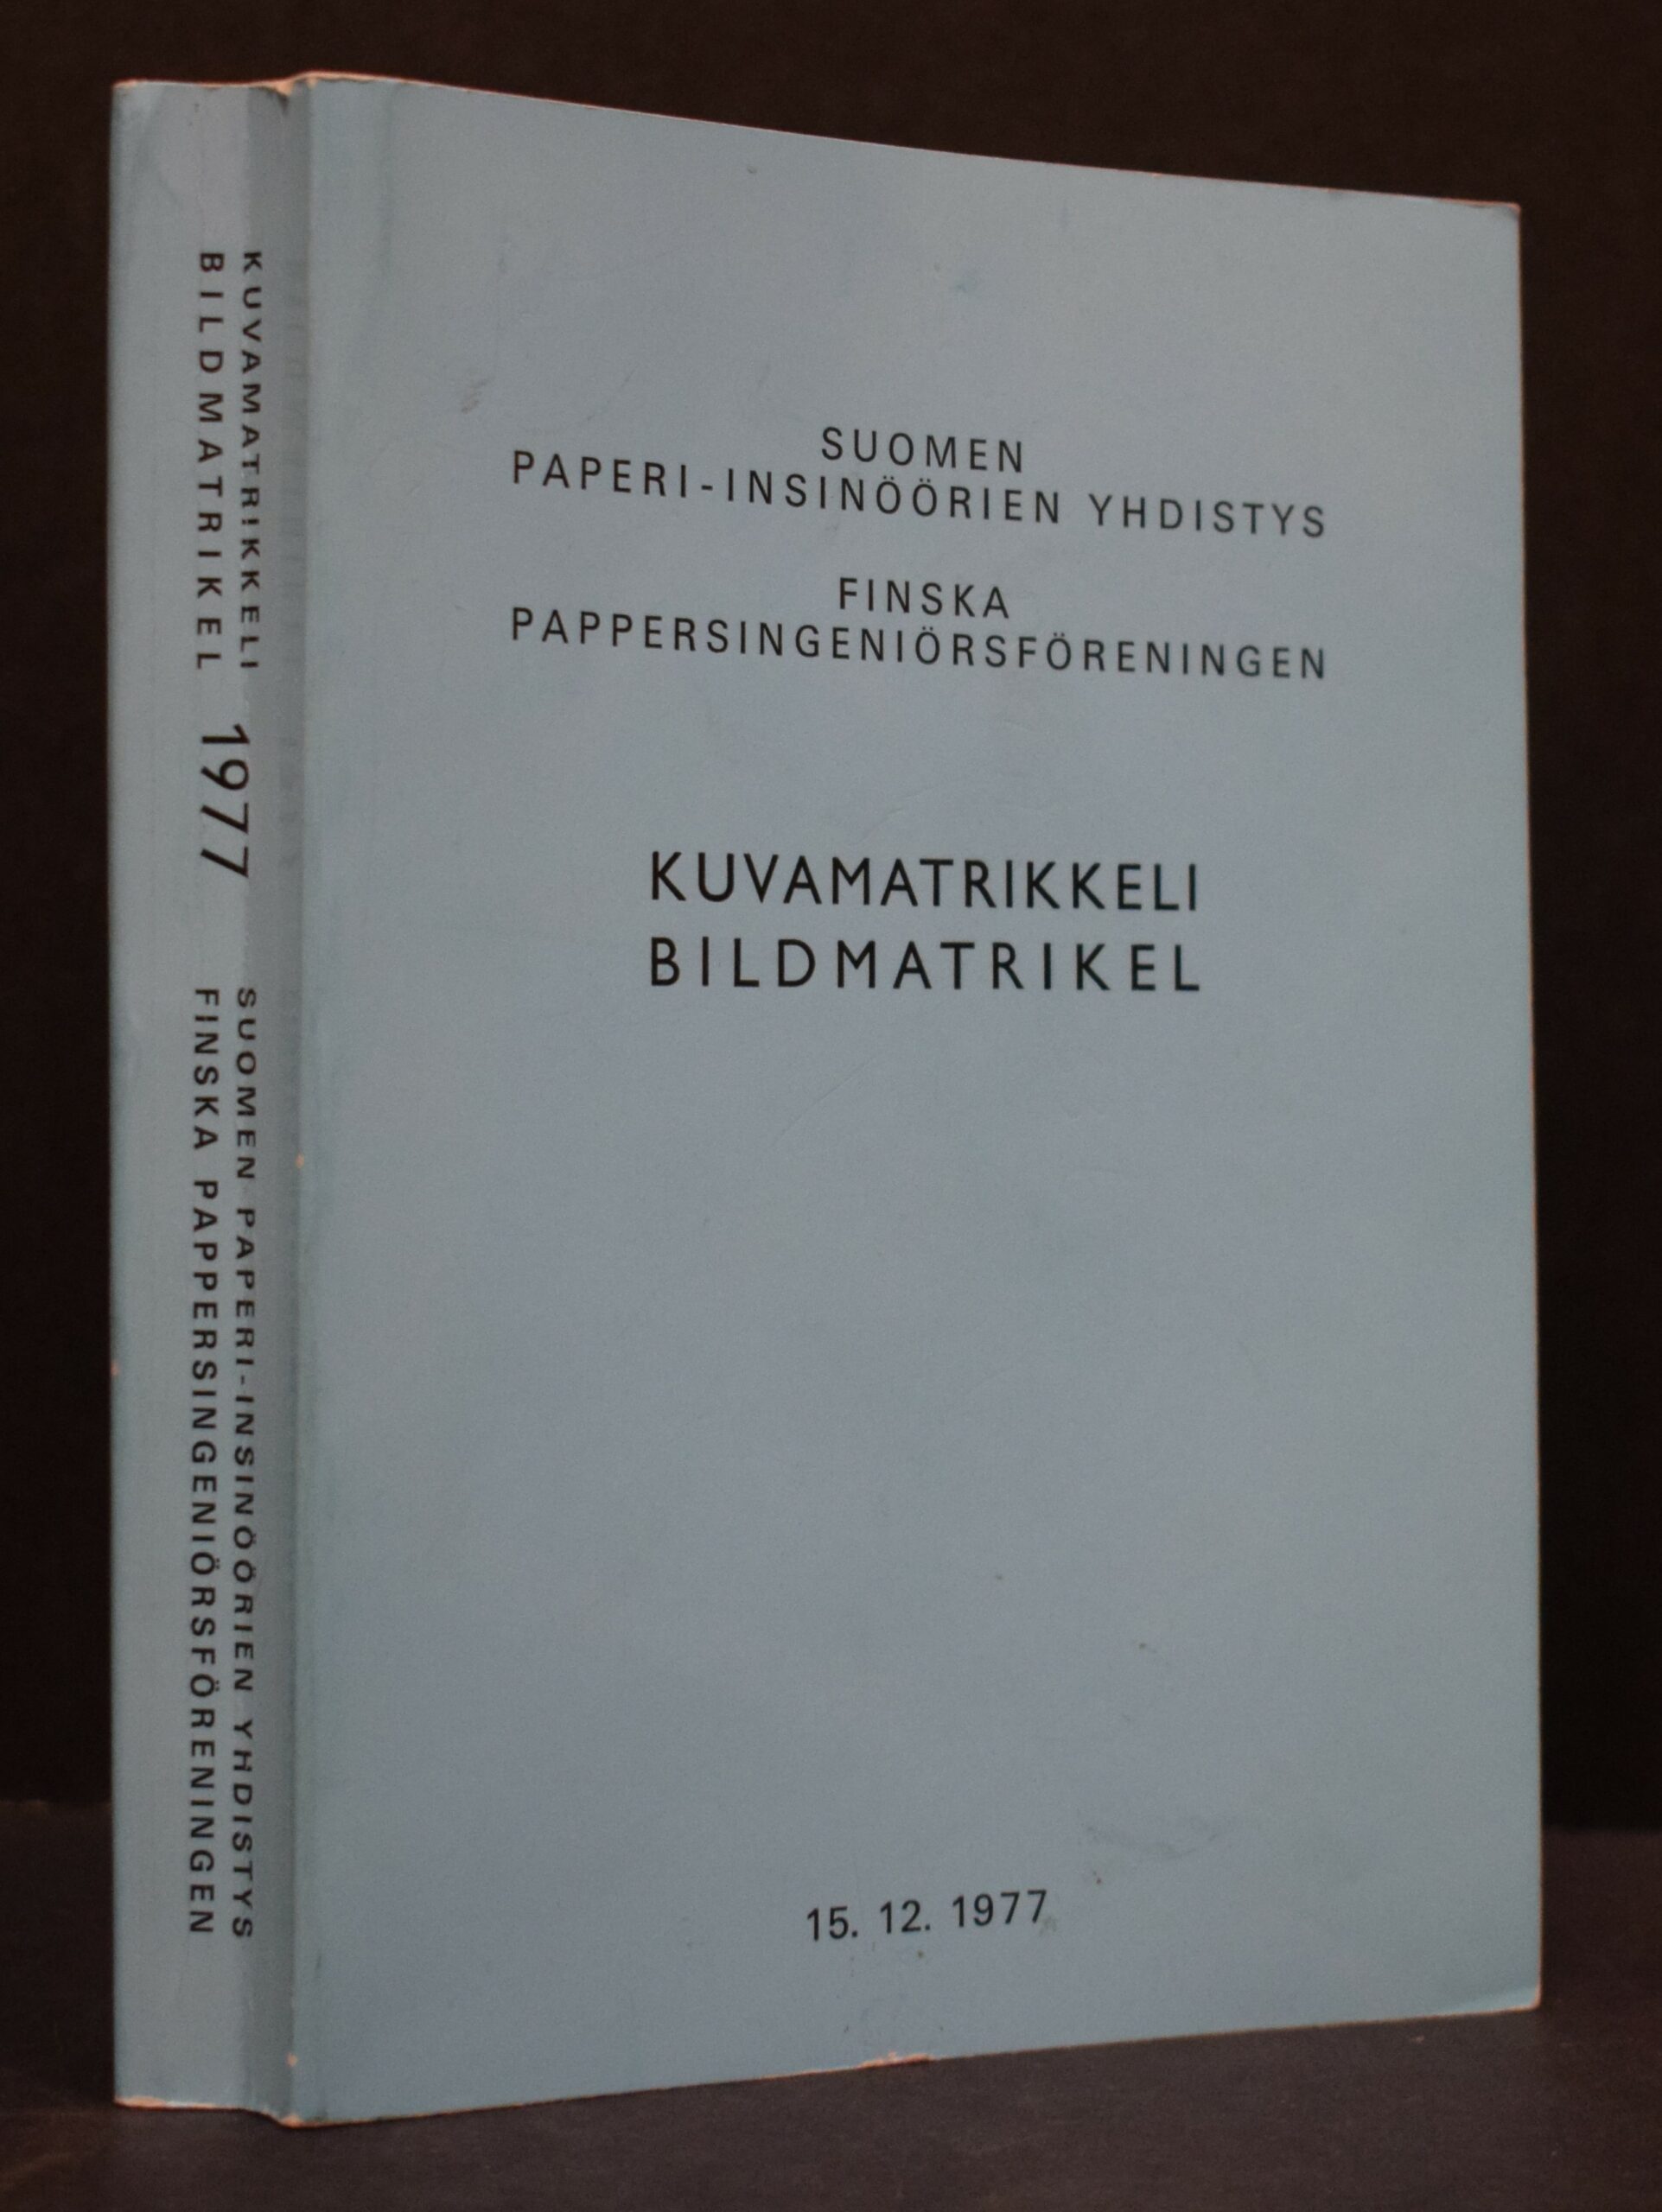 KUVAMATRIKKELI
BILDMATRIKEL
1977
SUOMEN PAPERI-INSINÖÖRIEN YHDISTYS
FINSKA PAPPERSINGENIÖRSFÖRENINGEN
SUOMEN
PAPERI-INSINÖÖRIEN YHDISTYS
FINSKA
PAPPERSINGENIÖRSFÖRENINGEN
KUVAMATRIKKELI
BILDMATRIKEL
15. 12. 1977